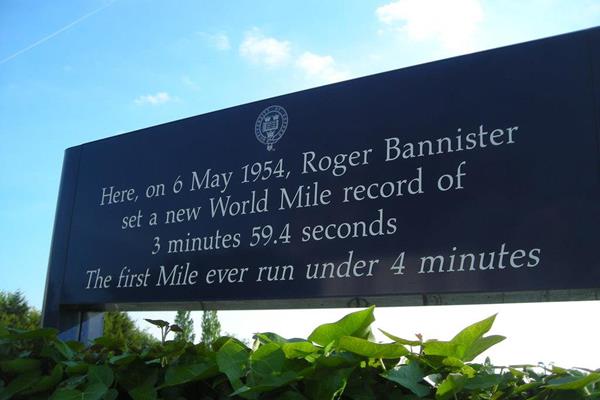 Here, on 6 May 1954, Roger Bannister
set a new World Mile record of
3 minutes 59.4 seconds
The first Mile ever run under 4 minutes